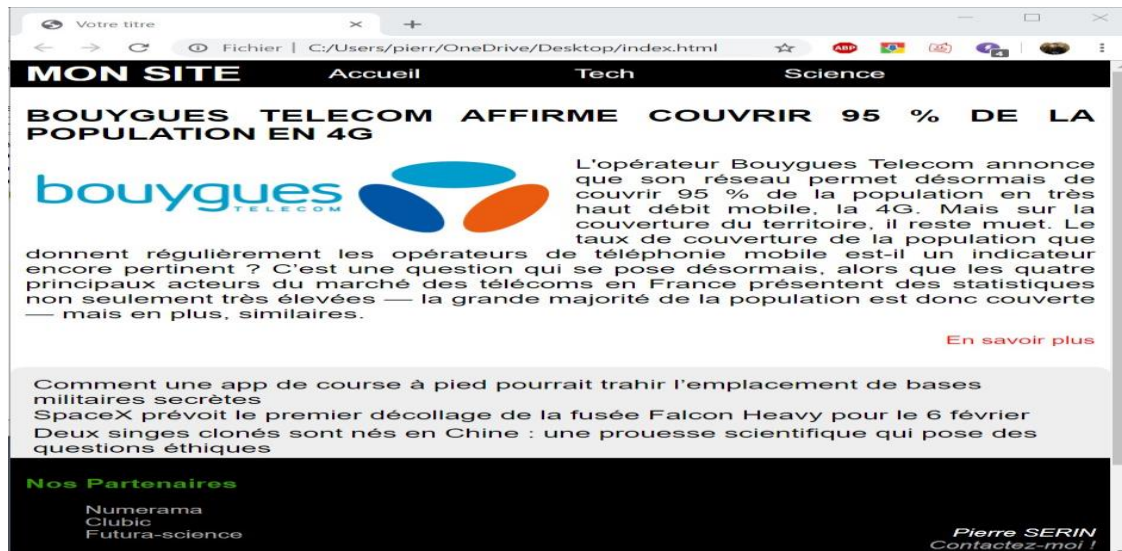 Votre titre
Fichier | C:/Users/pierr/OneDrive/Desktop/index.html
ABP
4
MON SITE Accueil Tech Science
BOUYGUES TELECOM AFFIRME COUVRIR 95 % DE LA
POPULATION EN 4G
bouygues
TELECOM
L'opérateur Bouygues Telecom annonce
que son réseau permet désormais de
couvrir 95 % de la population en très
haut débit mobile, la 4G. Mais sur la
couverture du territoire, il reste muet. Le
taux de couverture de la population que
donnent régulièrement les opérateurs de téléphonie mobile est-il un indicateur
encore pertinent ? C’est une question qui se pose désormais, alors que les quatre
principaux acteurs du marché des télécoms en France présentent des statistiques
non seulement très élevées — la grande majorité de la population est donc couverte
— mais en plus, similaires.
En savoir plus
Comment une app de course à pied pourrait trahir l’emplacement de bases
militaires secrètes
SpaceX prévoit le premier décollage de la fusée Falcon Heavy pour le 6 février
Deux singes clonés sont nés en Chine : une prouesse scientifique qui pose des
questions éthiques
Nos Partenaires
Numerama
Clubic
Futura-science
Pierre SERIN
Contactez-moi !